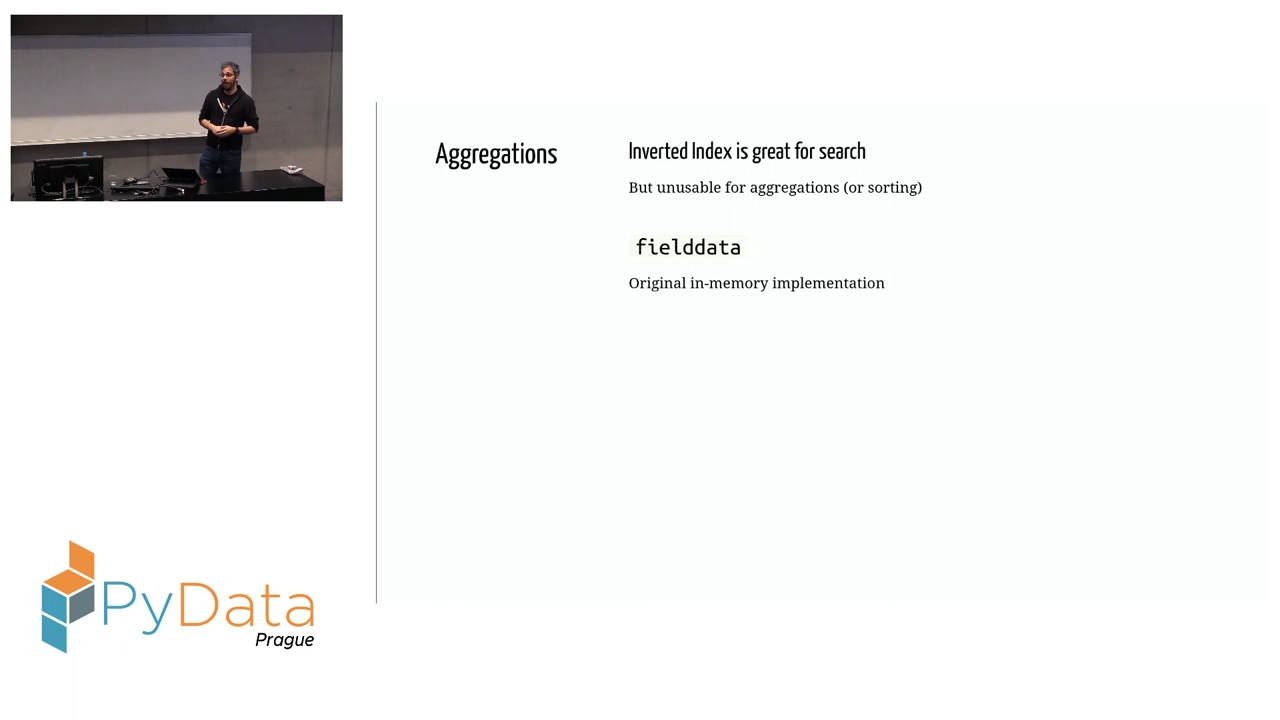 Aggregations
Inverted Index is great for search
But unusable for aggregations (or sorting)
fielddata
Original in-memory implementation
PyData
Prague